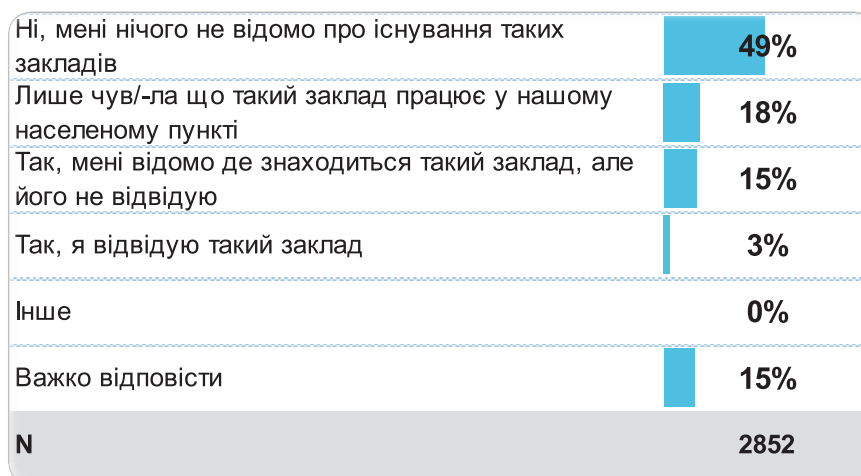 Ні, мені нічого не відомо про існування таких
закладів
49%
Лише чув/-ла що такий заклад працює у нашому
населеному пункті
18%
Так, мені відомо де знаходиться такий заклад, але
його не відвідую
15%
Так, я відвідую такий заклад
3%
Інше
0%
Важко відповісти
15%
N
2852